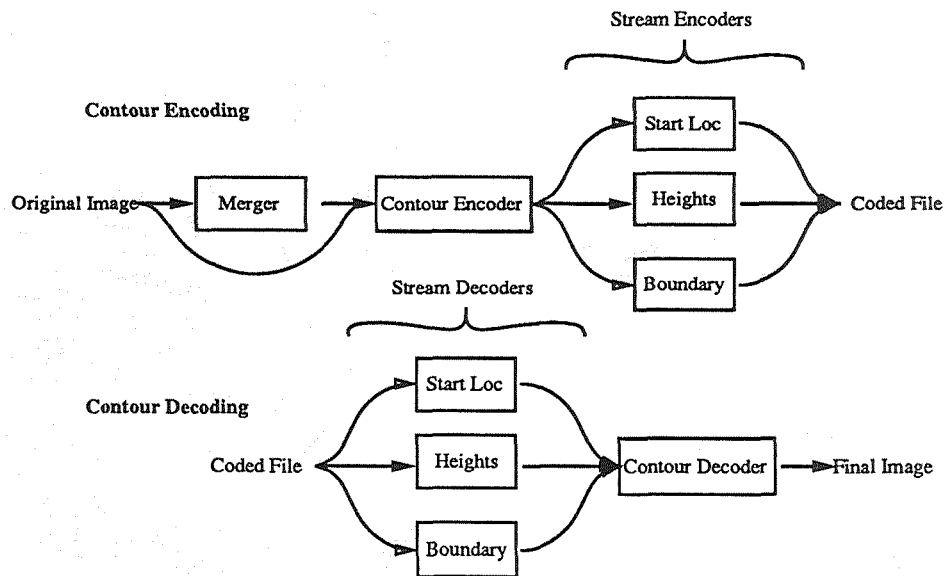 Stream Encoders
Contour Encoding
Start Loc
Original Image
Merger
Contour Encoder
Heights
Coded File
Boundary
Stream Decoders
Contour Decoding
Start Loc
Coded File
Heights
Contour Decoder
Final Image
Boundary